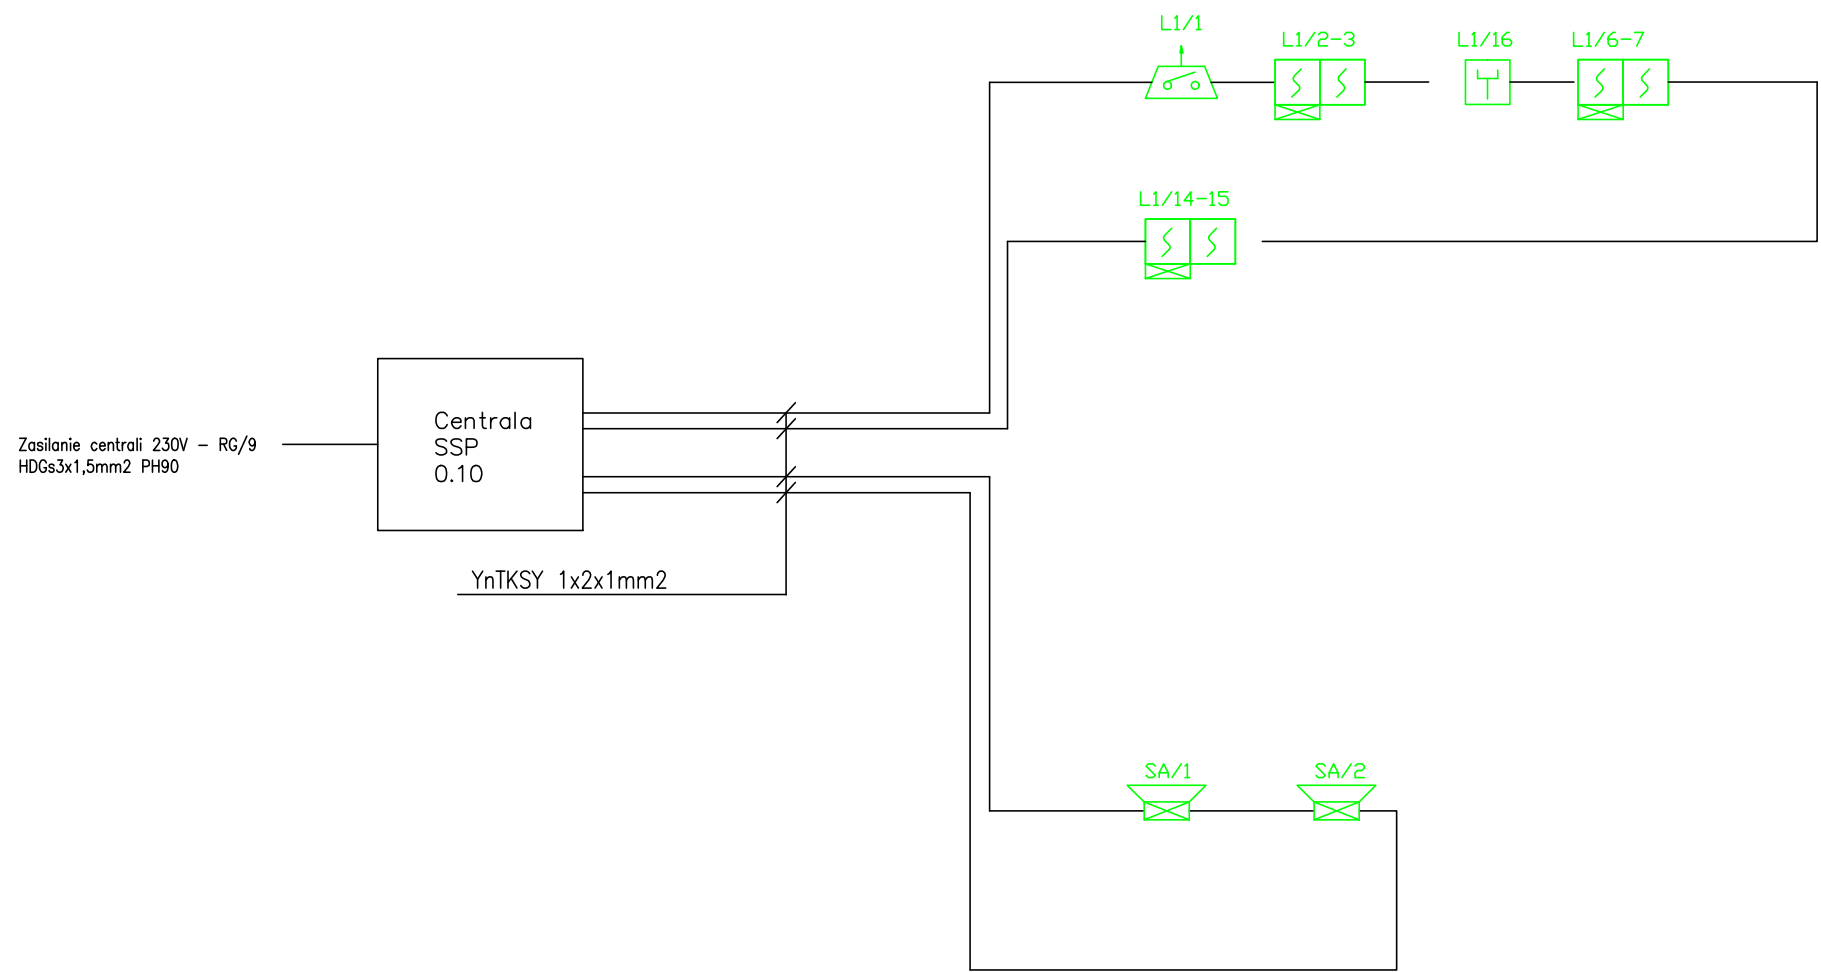 L1/1
L1/2-3
L1/16
L1/6-7
L1/14-15
Centrala
SSP
0.10
Zasilanie centrali 230V - RG/9
HDGs3x1,5mm2 PH90
YnTKSY 1x2x1mm2
SA/1
SA/2